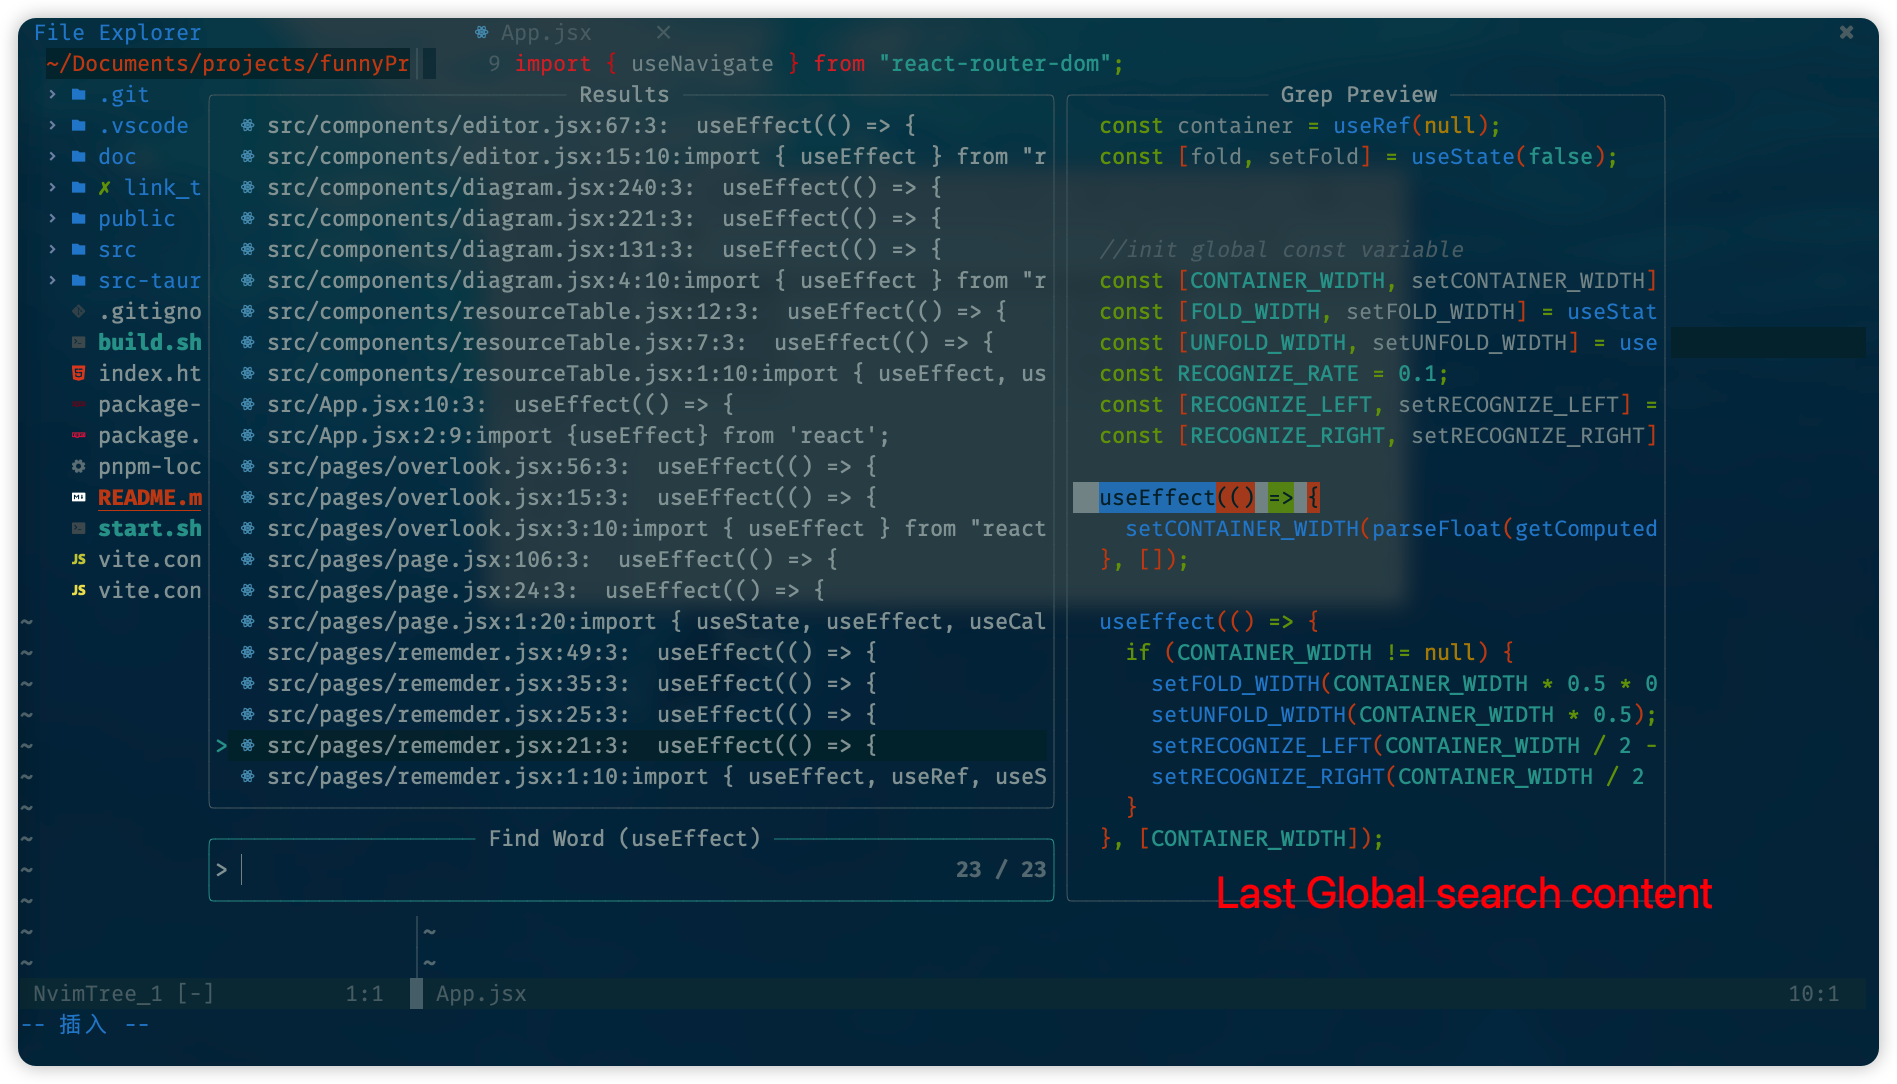 File Explorer
App.jsx ×
~/Documents/projects/funnyPr
9 import { useNavigate } from "react-router-dom";
.git
.vscode
doc
✗ link_t
public
src
src-taur
.gitigno
build.sh
index.ht
package-
package.
pnpm-loc
README.m
start.sh
JS vite.con
JS vite.con
Results
src/components/editor.jsx:67:3:  useEffect(() => {
src/components/editor.jsx:15:10:import { useEffect } from "r
src/components/diagram.jsx:240:3:  useEffect(() => {
src/components/diagram.jsx:221:3:  useEffect(() => {
src/components/diagram.jsx:131:3:  useEffect(() => {
src/components/diagram.jsx:4:10:import { useEffect } from "r
src/components/resourceTable.jsx:12:3:  useEffect(() => {
src/components/resourceTable.jsx:7:3:  useEffect(() => {
src/components/resourceTable.jsx:1:10:import { useEffect, us
src/App.jsx:10:3:  useEffect(() => {
src/App.jsx:2:9:import {useEffect} from 'react';
src/pages/overlook.jsx:56:3:  useEffect(() => {
src/pages/overlook.jsx:15:3:  useEffect(() => {
src/pages/overlook.jsx:3:10:import { useEffect } from "react
src/pages/page.jsx:106:3:  useEffect(() => {
src/pages/page.jsx:24:3:  useEffect(() => {
src/pages/page.jsx:1:20:import { useState, useEffect, useCal
src/pages/rememder.jsx:49:3:  useEffect(() => {
src/pages/rememder.jsx:35:3:  useEffect(() => {
src/pages/rememder.jsx:25:3:  useEffect(() => {
> src/pages/rememder.jsx:21:3:  useEffect(() => {
src/pages/rememder.jsx:1:10:import { useEffect, useRef, useS
Find Word (useEffect)
> 23 / 23
Grep Preview
const container = useRef(null);
const [fold, setFold] = useState(false);
//init global const variable
const [CONTAINER_WIDTH, setCONTAINER_WIDTH]
const [FOLD_WIDTH, setFOLD_WIDTH] = useStat
const [UNFOLD_WIDTH, setUNFOLD_WIDTH] = use
const RECOGNIZE_RATE = 0.1;
const [RECOGNIZE_LEFT, setRECOGNIZE_LEFT] =
const [RECOGNIZE_RIGHT, setRECOGNIZE_RIGHT]
useEffect(() => {
setCONTAINER_WIDTH(parseFloat(getComputed
}, []);
useEffect(() => {
if (CONTAINER_WIDTH != null) {
setFOLD_WIDTH(CONTAINER_WIDTH * 0.5 * 0
setUNFOLD_WIDTH(CONTAINER_WIDTH * 0.5);
setRECOGNIZE_LEFT(CONTAINER_WIDTH / 2 -
setRECOGNIZE_RIGHT(CONTAINER_WIDTH / 2
}
}, [CONTAINER_WIDTH]);
Last Global search content
NvimTree_1 [-] 1:1 App.jsx 10:1
-- 插入 --